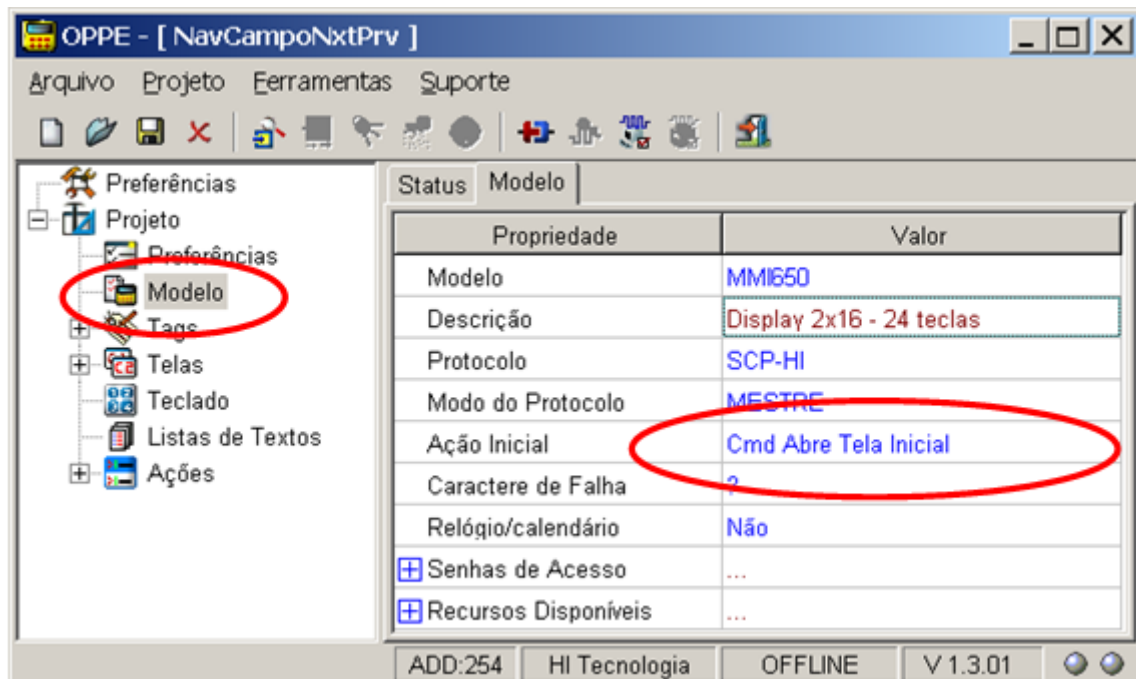 OPPE - [ NavCampoNxtPrv ]
Arquivo Projeto Ferramentas Suporte
Preferências
Projeto
Preferências
Modelo
Tags
Telas
Teclado
Listas de Textos
Ações
Status Modelo
Propriedade Valor
Modelo MMI650
Descrição Display 2x16 - 24 teclas
Protocolo SCP-HI
Modo do Protocolo MESTRE
Ação Inicial Cmd Abre Tela Inicial
Caractere de Falha ?
Relógio/calendário Não
Senhas de Acesso ...
Recursos Disponíveis ...
ADD:254 HI Tecnologia OFFLINE V 1.3.01